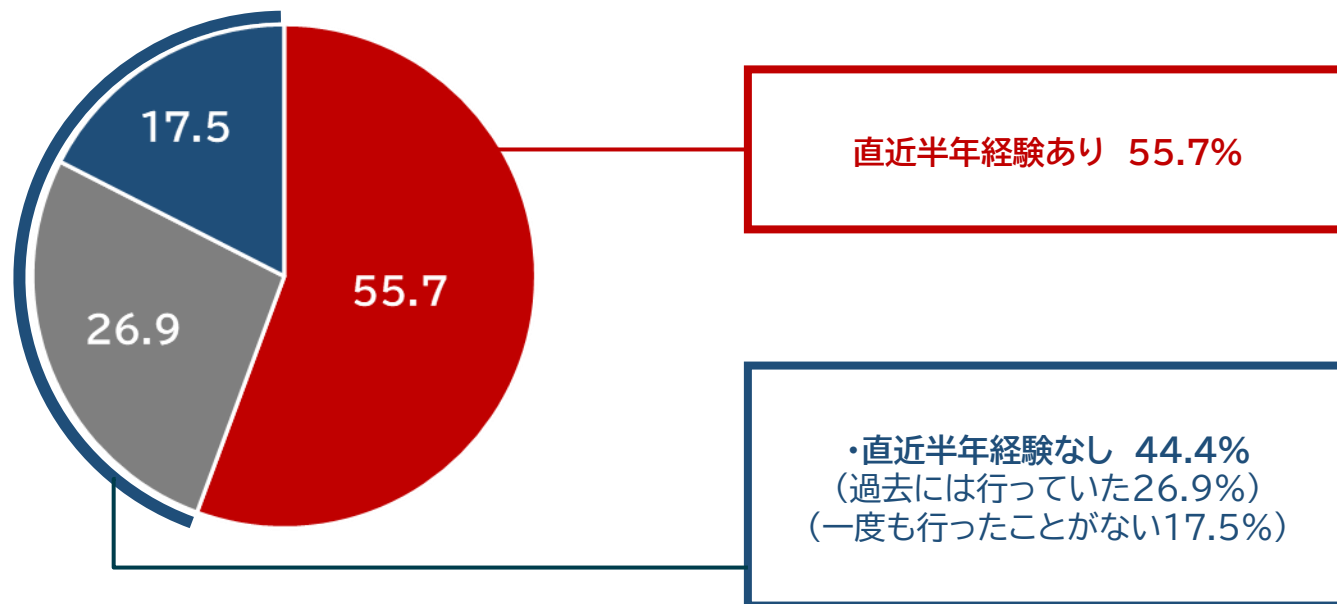 17.5
55.7
26.9
直近半年経験あり 55.7%
・直近半年経験なし 44.4%
（過去には行っていた26.9%）
（一度も行ったことがない17.5%）